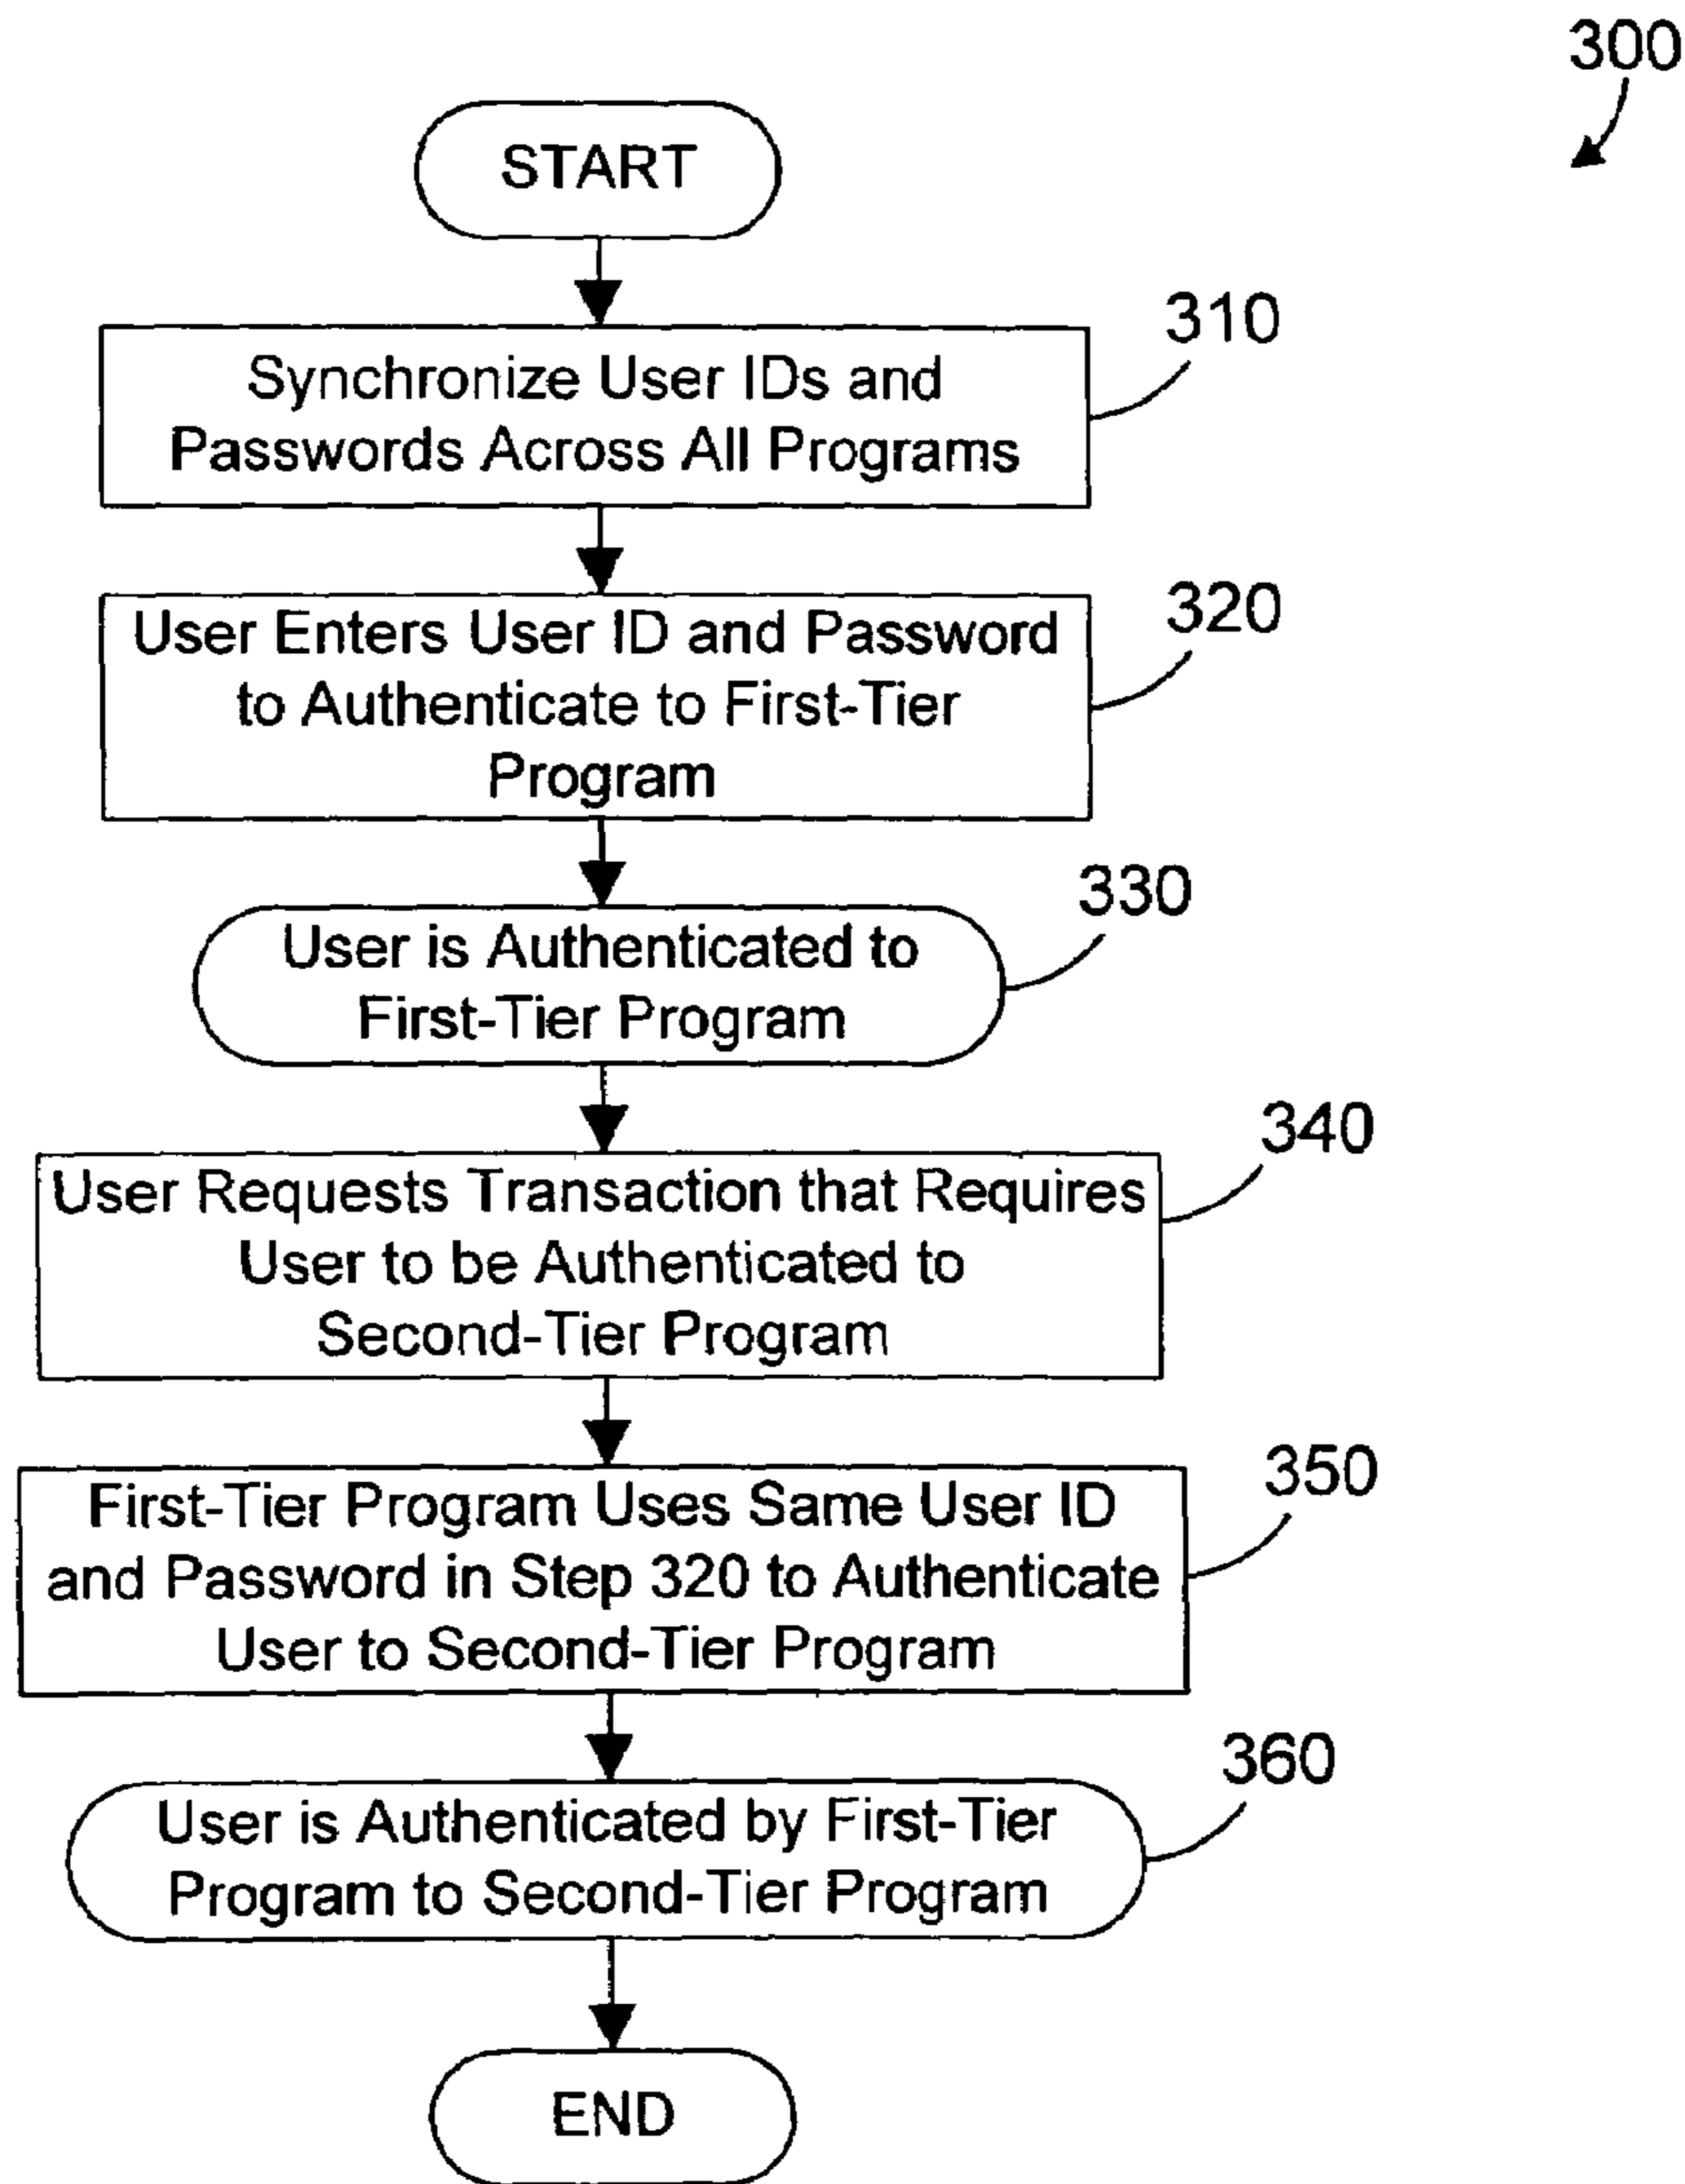 300
START
310
Synchronize User IDs and
Passwords Across All Programs
320
User Enters User ID and Password
to Authenticate to First-Tier
Program
330
User is Authenticated to
First-Tier Program
340
User Requests Transaction that Requires
User to be Authenticated to
Second-Tier Program
350
First-Tier Program Uses Same User ID
and Password in Step 320 to Authenticate
User to Second-Tier Program
360
User is Authenticated by First-Tier
Program to Second-Tier Program
END